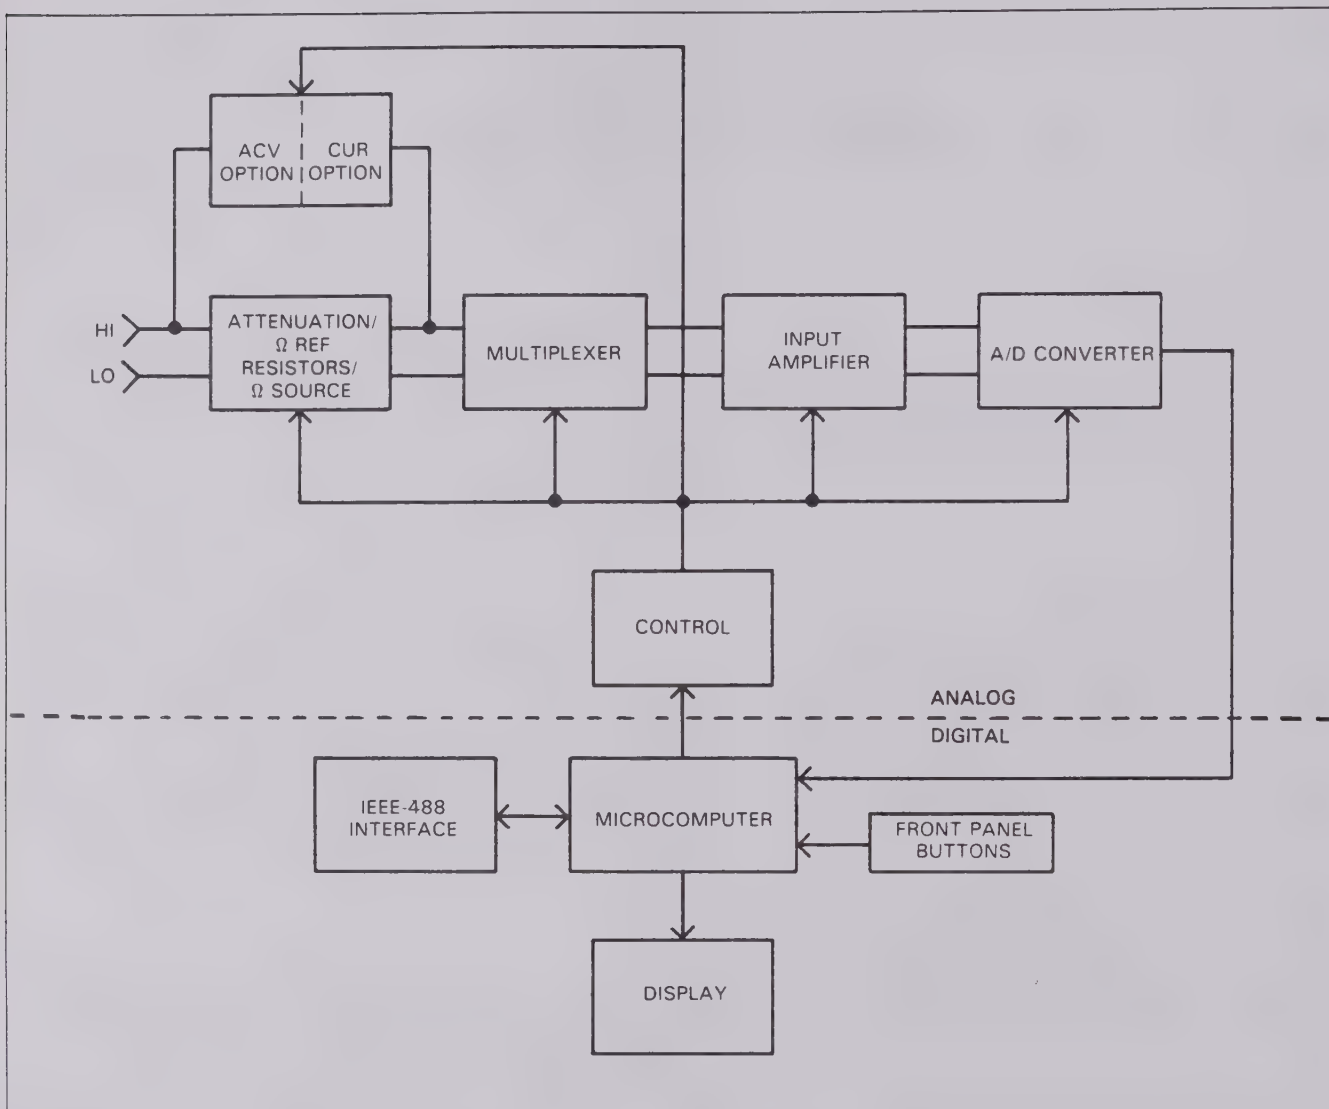 ACV
OPTION
CUR
OPTION
HI
LO
ATTENUATION/
Ω REF
RESISTORS/
Ω SOURCE
MULTIPLEXER
INPUT
AMPLIFIER
A/D CONVERTER
CONTROL
ANALOG
DIGITAL
IEEE-488
INTERFACE
MICROCOMPUTER
FRONT PANEL
BUTTONS
DISPLAY